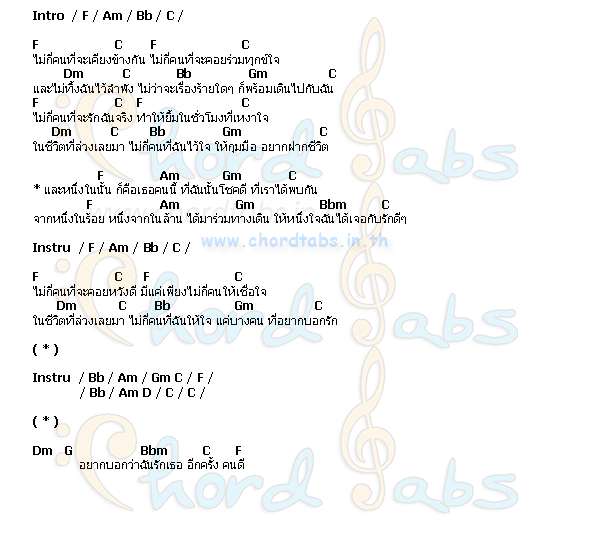 Intro / F / Am / Bb / C /
F C F C
ไม่กี่คนที่จะเคียงข้างกัน ไม่กี่คนที่จะคอยร่วมทุกข์ใจ
Dm C Bb Gm C
และไม่ทิ้งฉันไว้ลำพัง ไม่ว่าจะเรื่องร้ายใดๆ ก็พร้อมเดินไปกับฉัน
F C F C
ไม่กี่คนที่จะรักฉันจริง ทำให้ยิ้มในชั่วโมงที่เหงาใจ
Dm C Bb Gm C
ในชีวิตที่ล่วงเลยมา ไม่กี่คนที่ฉันไว้ใจ ให้กุมมือ อยากฝากชีวิต
F Am Gm C
* และหนึ่งในนั้น ก็คือเธอคนนี้ ที่ฉันนั้นโชคดี ที่เราได้พบกัน
F Am Gm Bbm C
จากหนึ่งในร้อย หนึ่งจากในล้าน ได้มาร่วมทางเดิน ให้หนึ่งใจฉันได้เจอกับรักดีๆ
www.chordtabs.in.th
Instru / F / Am / Bb / C /
F C F C
ไม่กี่คนที่จะคอยหวังดี มีแค่เพียงไม่กี่คนให้เชื่อใจ
Dm C Bb Gm C
ในชีวิตที่ล่วงเลยมา ไม่กี่คนที่ฉันให้ใจ แค่บางคน ที่อยากบอกรัก
( * )
Instru / Bb / Am / Gm C / F /
/ Bb / Am D / C / C /
( * )
Dm G Bbm C F
อยากบอกว่าฉันรักเธอ อีกครั้ง คนดี
Chord Tabs
Chord Tabs
Chord Tabs